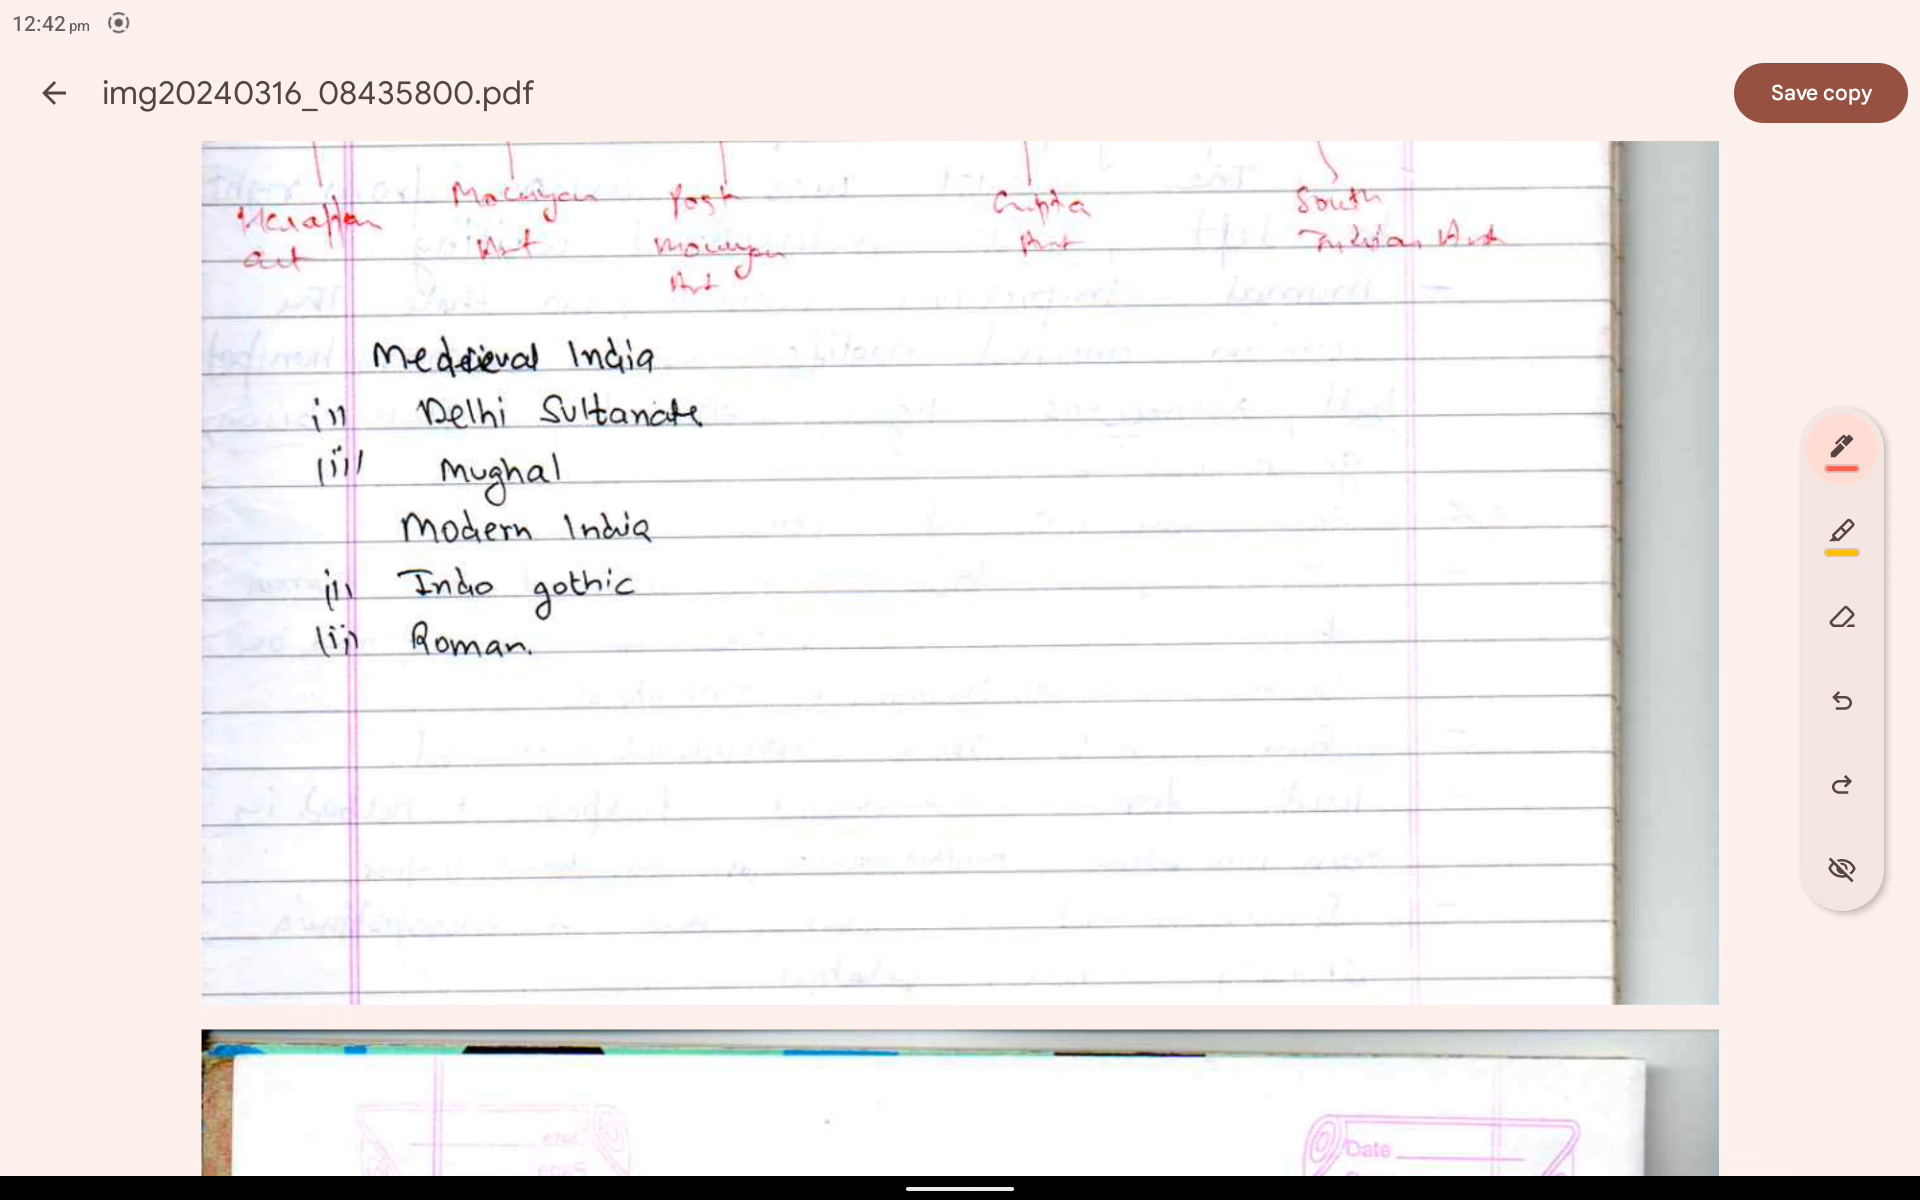 12:42 pm
img20240316_08435800.pdf
Save copy
Harappan art
Mauryan Art
Post mauryan Art
Gupta Art
South Indian Art
Medieval India
(i) Delhi Sultanate
(ii) Mughal
Modern India
(i) Indo gothic
(ii) Roman.
Date